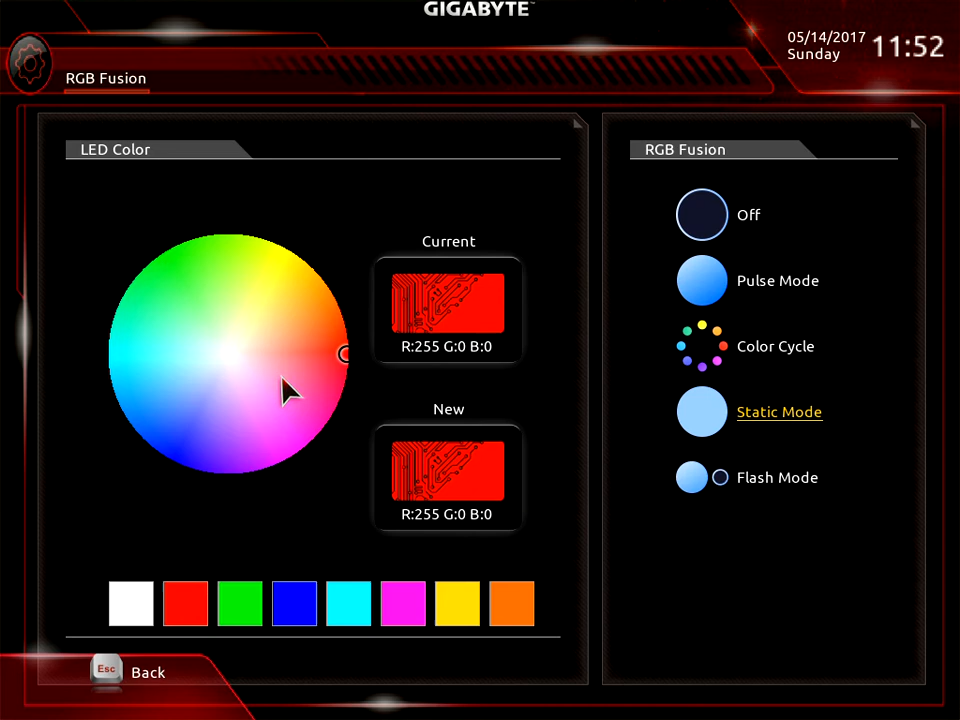 GIGABYTE™
05/14/2017
Sunday
11:52
RGB Fusion
LED Color
RGB Fusion
Current
R:255 G:0 B:0
New
R:255 G:0 B:0
Off
Pulse Mode
Color Cycle
Static Mode
Flash Mode
Esc
Back